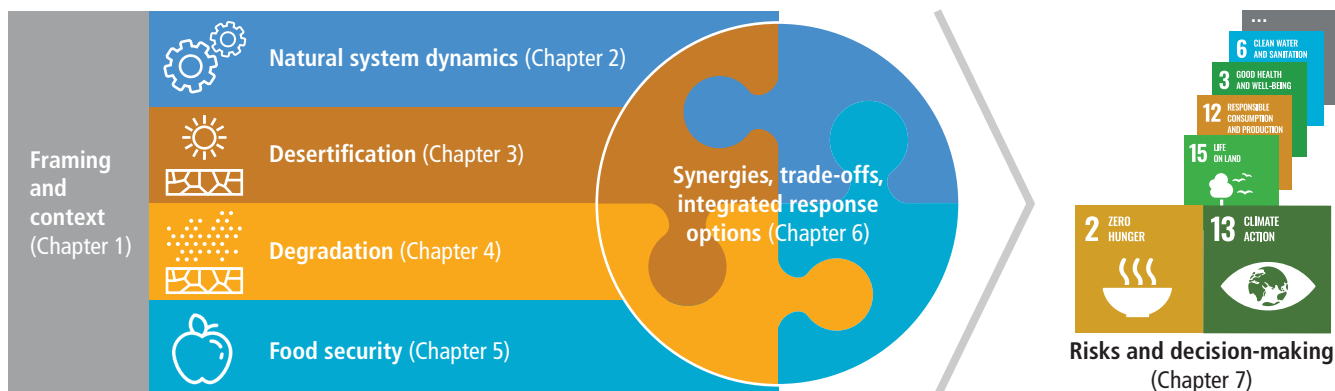 Framing
and
context
(Chapter 1)
Natural system dynamics (Chapter 2)
Desertification (Chapter 3)
Degradation (Chapter 4)
Food security (Chapter 5)
Synergies, trade-offs,
integrated response
options (Chapter 6)
...
6 CLEAN WATER
AND SANITATION
3 GOOD HEALTH
AND WELL-BEING
12 RESPONSIBLE
CONSUMPTION
AND PRODUCTION
15 LIFE
ON LAND
2 ZERO
HUNGER
13 CLIMATE
ACTION
Risks and decision-making
(Chapter 7)